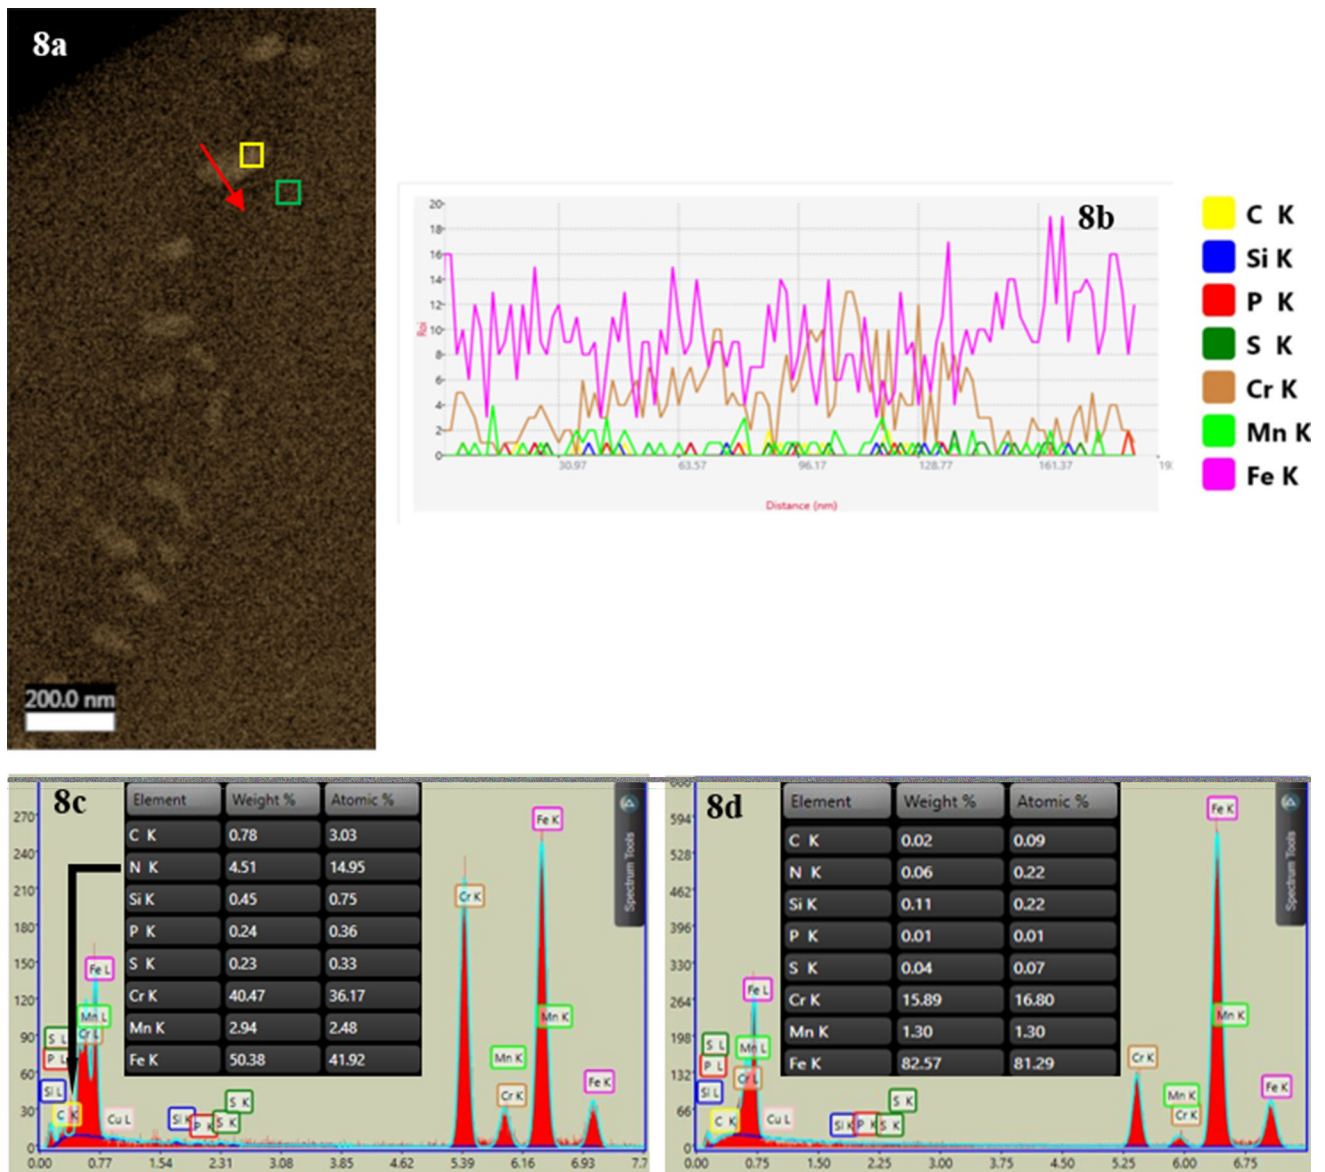 8a
200.0 nm
8b
20
18
16
14
12
10
8
6
4
2
0
Roi
30.97
63.57
96.17
128.77
161.37
19
Distance (nm)
C K
Si K
P K
S K
Cr K
Mn K
Fe K
8c
Element Weight % Atomic %
C K 0.78 3.03
N K 4.51 14.95
Si K 0.45 0.75
P K 0.24 0.36
S K 0.23 0.33
Cr K 40.47 36.17
Mn K 2.94 2.48
Fe K 50.38 41.92
Spectrum Tools
270
240
210
180
150
120
90
60
30
0
Fe K
Cr K
Fe L
Mn L
Cr L
S L
P L
Si L
C K
Cu L
Si K
P K
S K
S K
Mn K
Mn K
Cr K
Fe K
0.00 0.77 1.54 2.31 3.08 3.85 4.62 5.39 6.16 6.93 7.7
8d
Element Weight % Atomic %
C K 0.02 0.09
N K 0.06 0.22
Si K 0.11 0.22
P K 0.01 0.01
S K 0.04 0.07
Cr K 15.89 16.80
Mn K 1.30 1.30
Fe K 82.57 81.29
Spectrum Tools
594
528
462
396
330
264
198
132
66
0
Fe K
Fe L
Mn K
S L
Mn L
P L
Cr L
Si L
C K
Cu L
Si K
P K
S K
S K
Cr K
Mn K
Cr K
Fe K
0.00 0.75 1.50 2.25 3.00 3.75 4.50 5.25 6.00 6.75